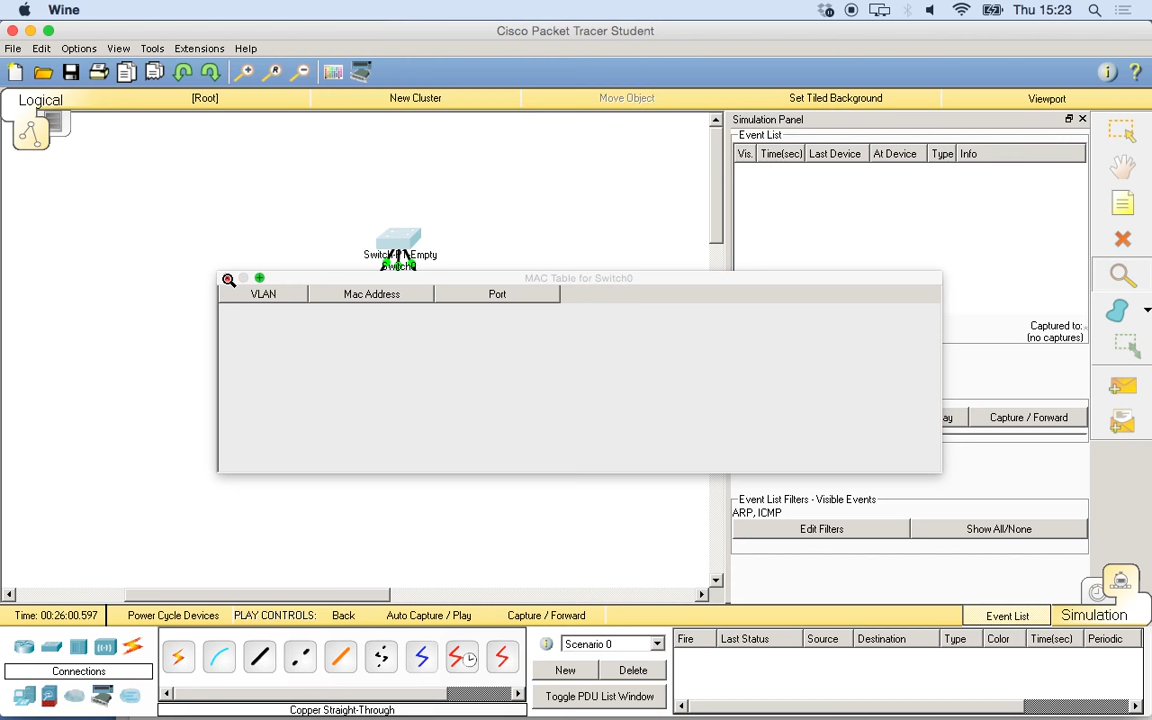 Wine
Thu 15:23
Cisco Packet Tracer Student
File Edit Options View Tools Extensions Help
Logical
[Root]
New Cluster
Move Object
Set Tiled Background
Viewport
Simulation Panel
Event List
Vis. Time(sec) Last Device At Device Type Info
Switch-PT-Empty
Switch0
MAC Table for Switch0
VLAN Mac Address Port
Captured to:
(no captures)
ay
Capture / Forward
Event List Filters - Visible Events
ARP, ICMP
Edit Filters
Show All/None
Time: 00:26:00.597
Power Cycle Devices
PLAY CONTROLS:
Back
Auto Capture / Play
Capture / Forward
Event List
Simulation
Connections
Copper Straight-Through
Scenario 0
New
Delete
Toggle PDU List Window
Fire Last Status Source Destination Type Color Time(sec) Periodic